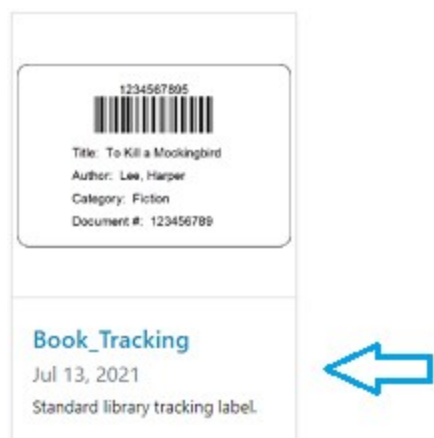 1234567895
Title: To Kill a Mockingbird
Author: Lee, Harper
Category: Fiction
Document #: 123456789
Book_Tracking
Jul 13, 2021
Standard library tracking label.